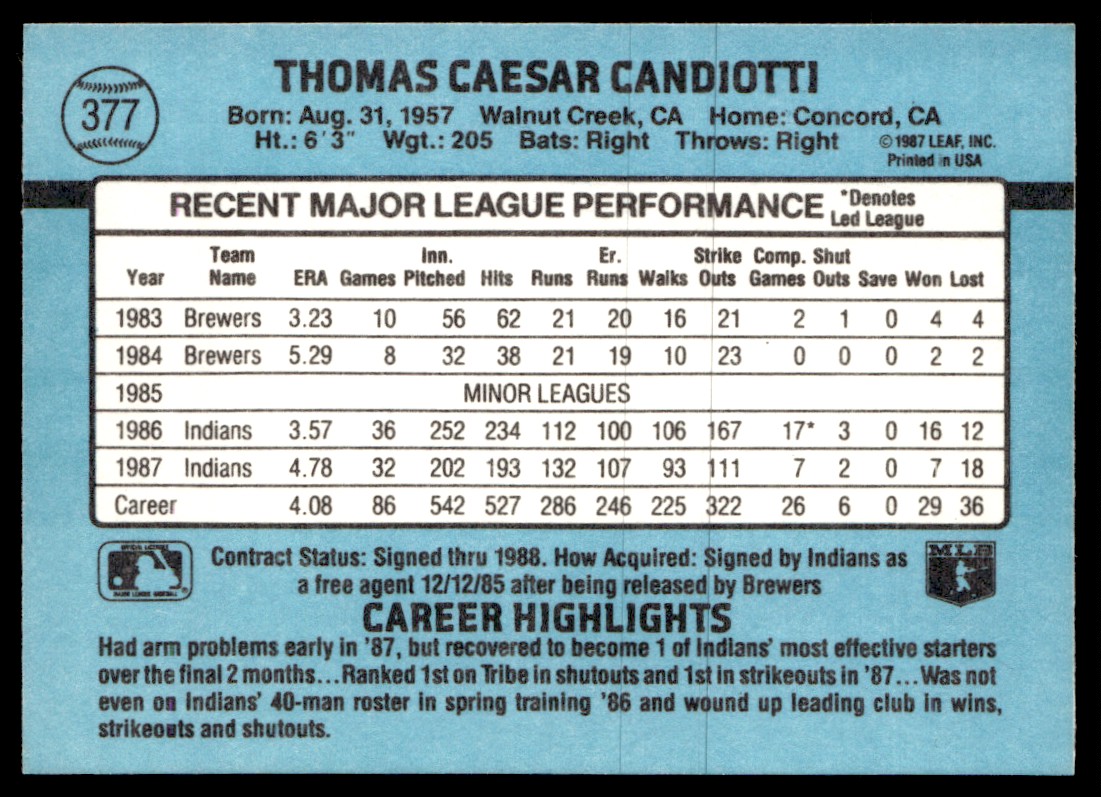 377
THOMAS CAESAR CANDIOTTI
Born: Aug. 31, 1957 Walnut Creek, CA Home: Concord, CA
Ht.: 6'3" Wgt.: 205 Bats: Right Throws: Right
©1987 LEAF, INC.
Printed in USA
RECENT MAJOR LEAGUE PERFORMANCE *Denotes Led League
Year Team Name ERA Games Inn. Pitched Hits Runs Er. Runs Walks Strike Outs Comp. Games Shut Outs Save Won Lost
1983 Brewers 3.23 10 56 62 21 20 16 21 2 1 0 4 4
1984 Brewers 5.29 8 32 38 21 19 10 23 0 0 0 2 2
1985 MINOR LEAGUES
1986 Indians 3.57 36 252 234 112 100 106 167 17* 3 0 16 12
1987 Indians 4.78 32 202 193 132 107 93 111 7 2 0 7 18
Career 4.08 86 542 527 286 246 225 322 26 6 0 29 36
OFFICIAL LICENSEE
MAJOR LEAGUE BASEBALL
Contract Status: Signed thru 1988. How Acquired: Signed by Indians as
a free agent 12/12/85 after being released by Brewers
MLB
CAREER HIGHLIGHTS
Had arm problems early in '87, but recovered to become 1 of Indians' most effective starters
over the final 2 months...Ranked 1st on Tribe in shutouts and 1st in strikeouts in '87...Was not
even on Indians' 40-man roster in spring training '86 and wound up leading club in wins,
strikeouts and shutouts.